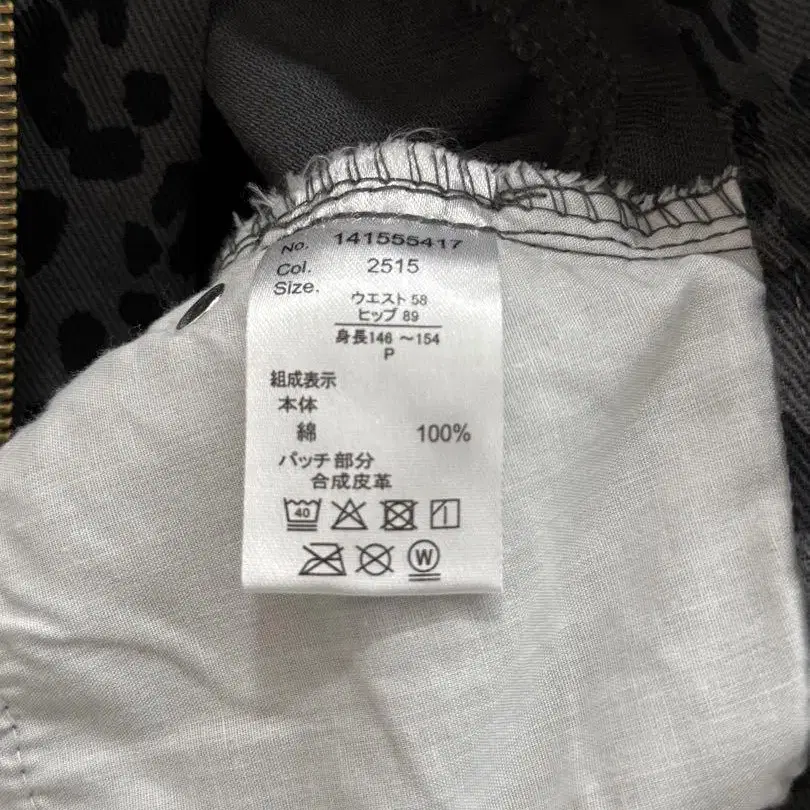 No. 141555417
Col. 2515
Size.
ウエスト 58
ヒップ 89
身長146 ～154
P
組成表示
本体
綿 100%
パッチ部分
合成皮革
40
W